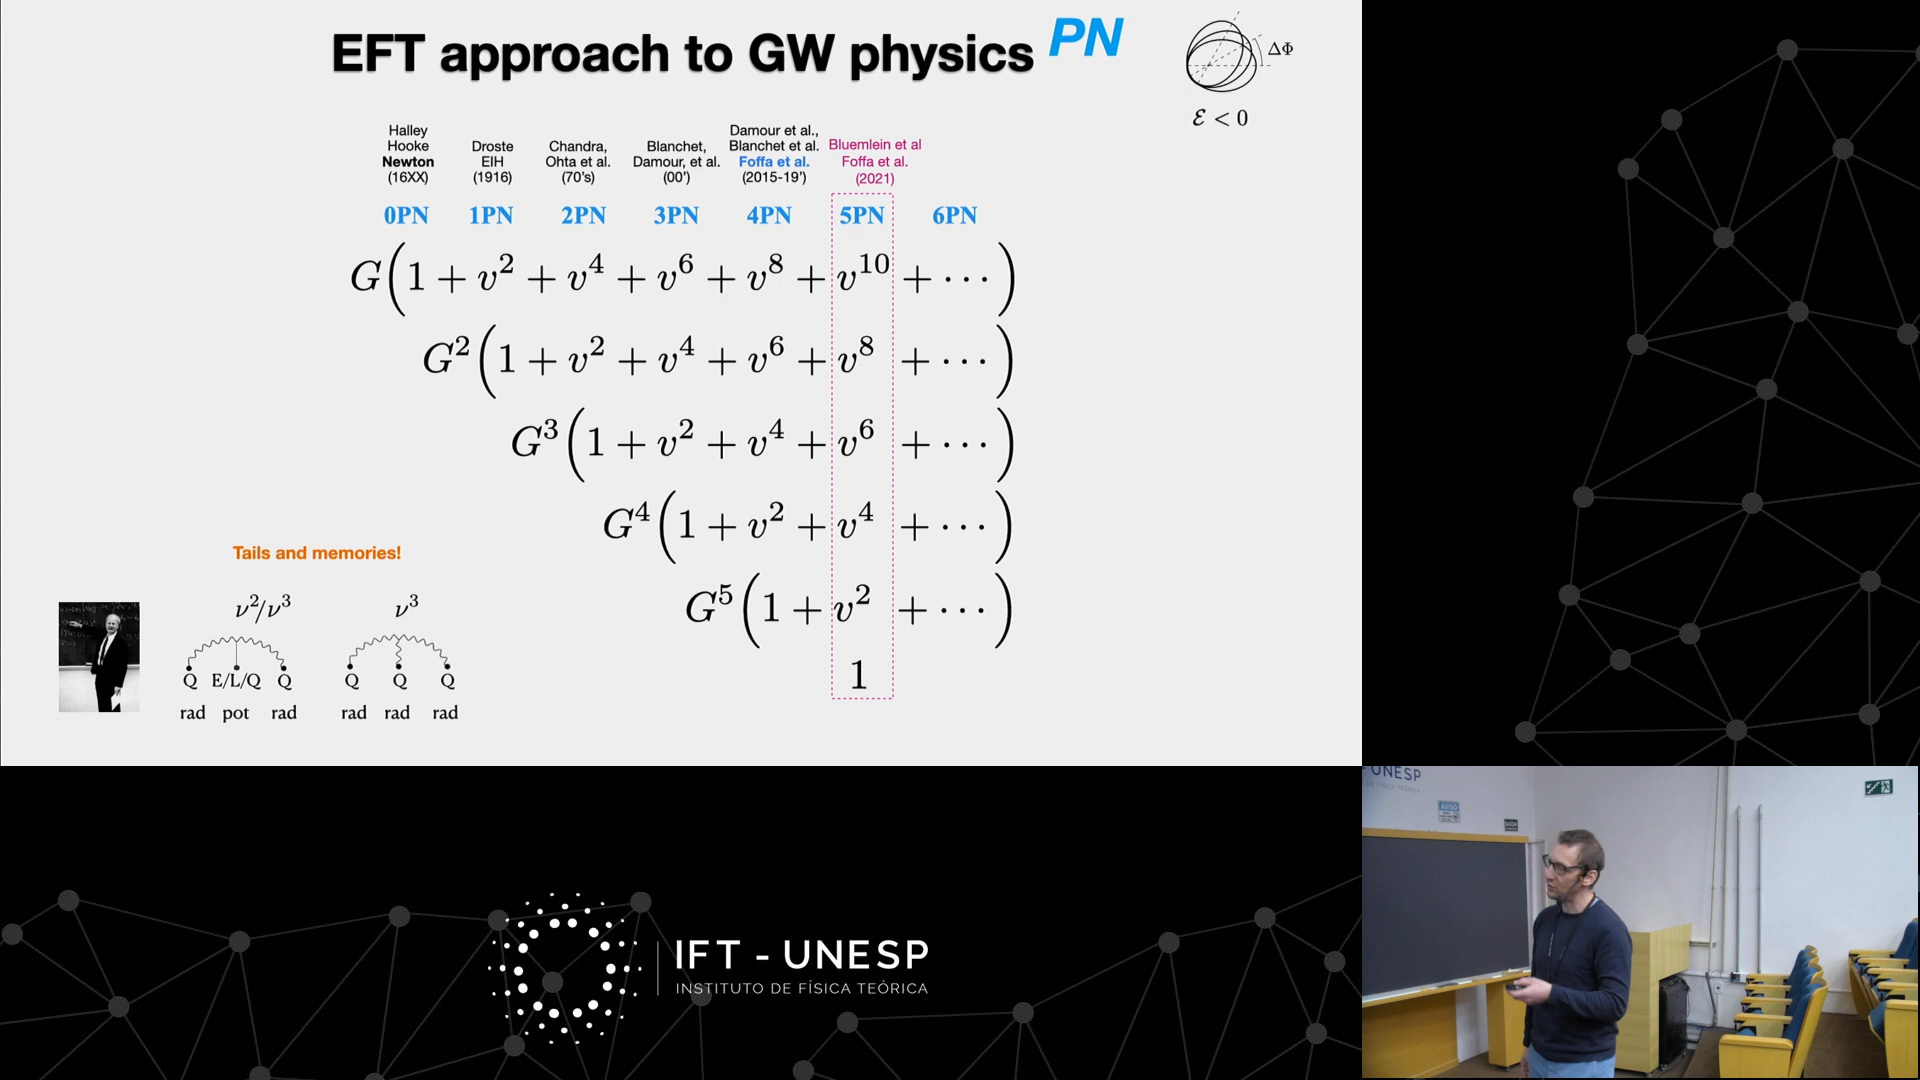 EFT approach to GW physics PN
ΔΦ
ℰ < 0
Halley
Hooke
Newton
(16XX)
Droste
EIH
(1916)
Chandra,
Ohta et al.
(70's)
Blanchet,
Damour, et al.
(00')
Damour et al.,
Blanchet et al.
Foffa et al.
(2015-19')
Bluemlein et al
Foffa et al.
(2021)
0PN 1PN 2PN 3PN 4PN 5PN 6PN
G(1 + v² + v⁴ + v⁶ + v⁸ + v¹⁰ + ⋯)
G²(1 + v² + v⁴ + v⁶ + v⁸ + ⋯)
G³(1 + v² + v⁴ + v⁶ + ⋯)
G⁴(1 + v² + v⁴ + ⋯)
G⁵(1 + v² + ⋯)
1
Tails and memories!
ν²/ν³ ν³
Q E/L/Q Q Q Q Q
rad pot rad rad rad rad
IFT - UNESP
INSTITUTO DE FÍSICA TEÓRICA
UNESP
AVISO